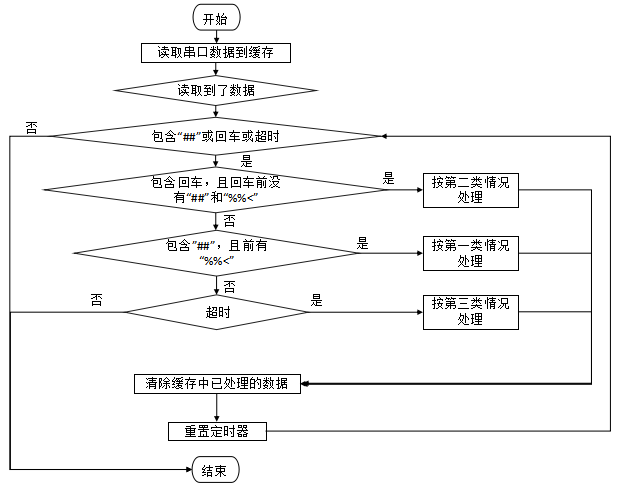 开始
读取串口数据到缓存
读取到了数据
否
包含“##”或回车或超时
是
包含回车，且回车前没
有“##”和“%%<”
是
按第二类情况
处理
否
包含“##”，且前有
“%%<”
是
按第一类情况
处理
否
否
超时
是
按第三类情况
处理
清除缓存中已处理的数据
重置定时器
结束